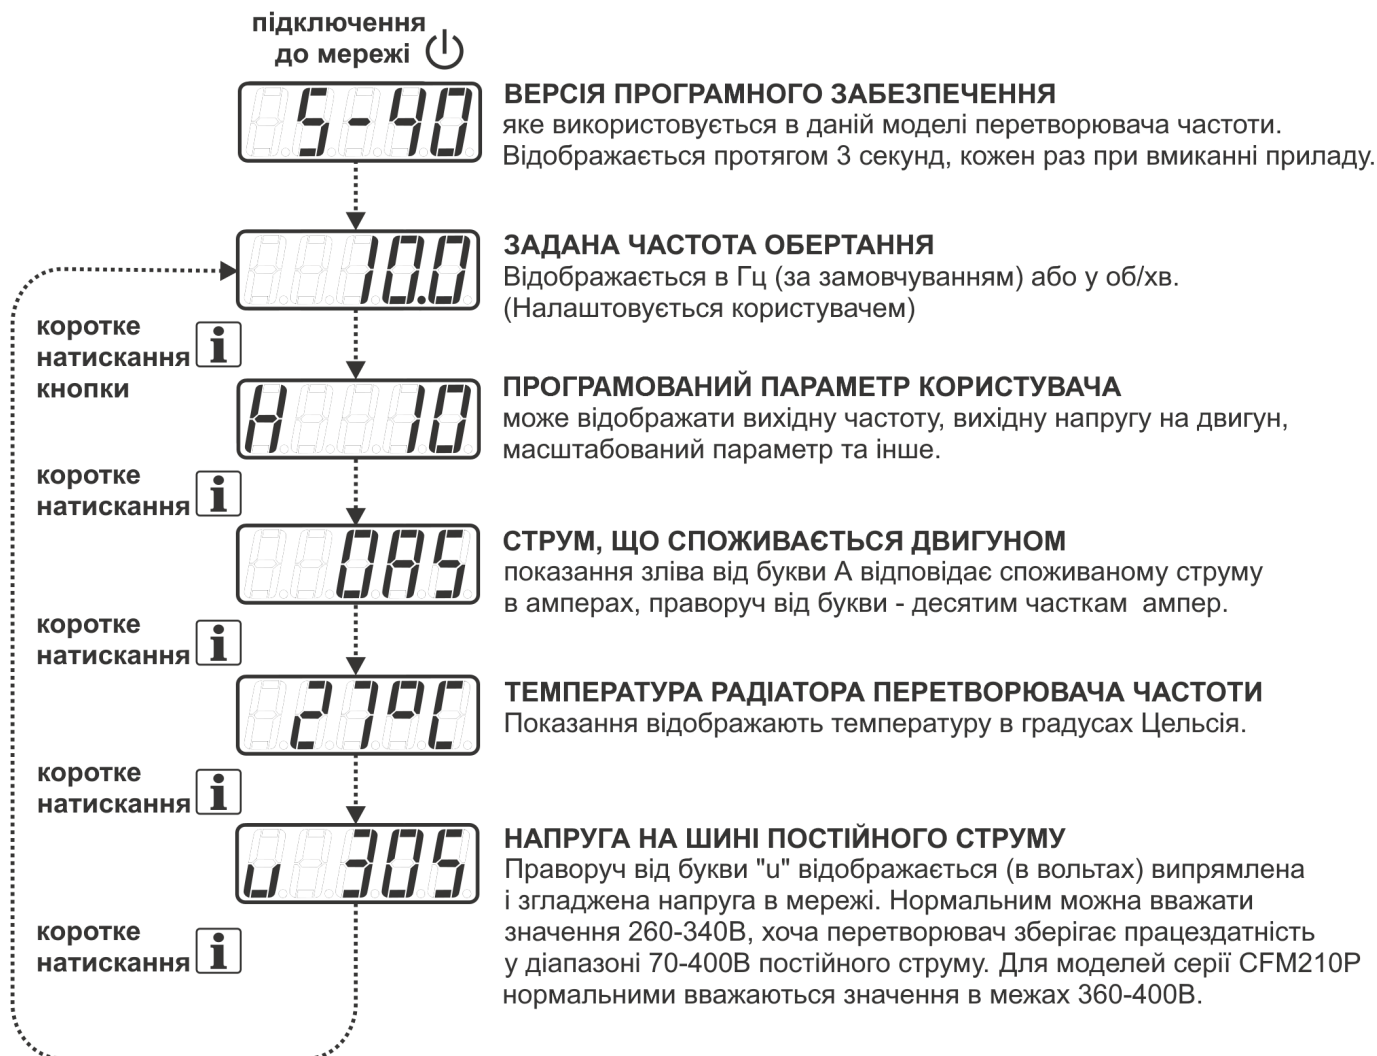 підключення
до мережі
5-40
ВЕРСІЯ ПРОГРАМНОГО ЗАБЕЗПЕЧЕННЯ
яке використовується в даній моделі перетворювача частоти.
Відображається протягом 3 секунд, кожен раз при вмиканні приладу.
10.0
ЗАДАНА ЧАСТОТА ОБЕРТАННЯ
Відображається в Гц (за замовчуванням) або у об/хв.
(Налаштовується користувачем)
коротке
натискання i
кнопки
H 10
ПРОГРАМОВАНИЙ ПАРАМЕТР КОРИСТУВАЧА
може відображати вихідну частоту, вихідну напругу на двигун,
масштабований параметр та інше.
коротке
натискання i
0A5
СТРУМ, ЩО СПОЖИВАЄТЬСЯ ДВИГУНОМ
показання зліва від букви А відповідає споживаному струму
в амперах, праворуч від букви - десятим часткам ампер.
коротке
натискання i
27°C
ТЕМПЕРАТУРА РАДІАТОРА ПЕРЕТВОРЮВАЧА ЧАСТОТИ
Показання відображають температуру в градусах Цельсія.
коротке
натискання i
u 305
НАПРУГА НА ШИНІ ПОСТІЙНОГО СТРУМУ
Праворуч від букви "u" відображається (в вольтах) випрямлена
і згладжена напруга в мережі. Нормальним можна вважати
значення 260-340В, хоча перетворювач зберігає працездатність
у діапазоні 70-400В постійного струму. Для моделей серії CFM210P
нормальними вважаються значення в межах 360-400В.
коротке
натискання i